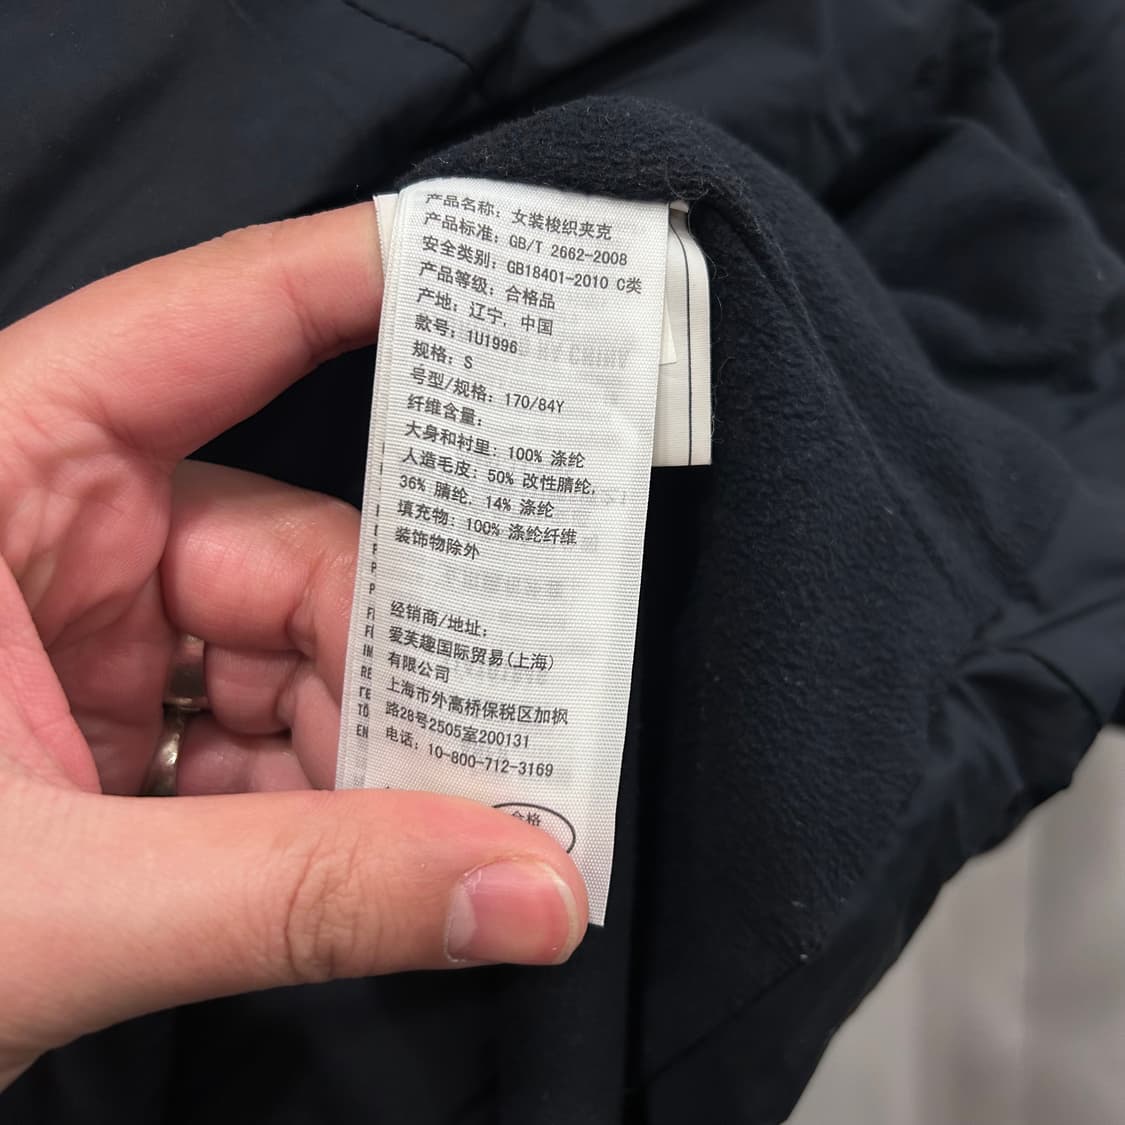 产品名称：女装梭织夹克
产品标准：GB/T 2662-2008
安全类别：GB18401-2010 C类
产品等级：合格品
产地：辽宁，中国
款号：1U1996
规格：S
号型/规格：170/84Y
纤维含量：
大身和衬里：100% 涤纶
人造毛皮：50% 改性腈纶，
36% 腈纶．14% 涤纶
填充物：100% 涤纶纤维
装饰物除外
经销商/地址：
爱芙趣国际贸易(上海)
有限公司
上海市外高桥保税区加枫
路28号2505室200131
电话：10-800-712-3169
合格